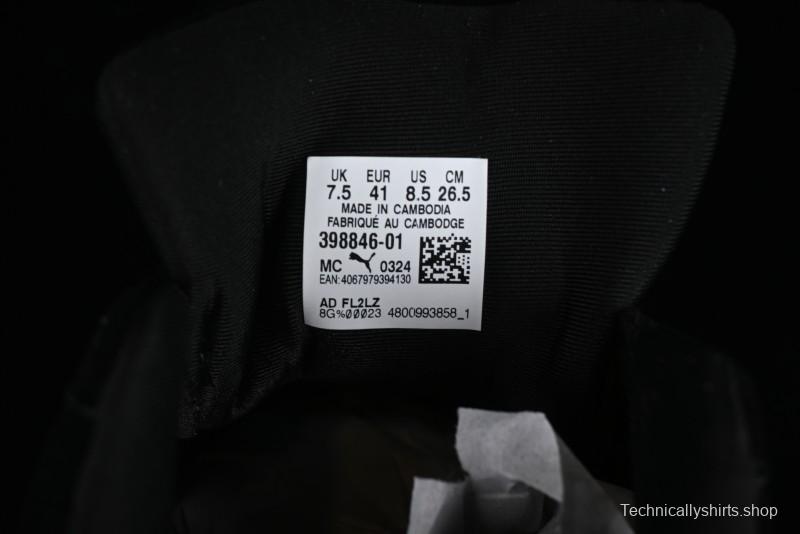 UK EUR US CM
7.5 41 8.5 26.5
MADE IN CAMBODIA
FABRIQUÉ AU CAMBODGE
398846-01
MC 0324
EAN: 4067979394130
AD FL2LZ
8G%00023 4800993858_1
Technicallyshirts.shop